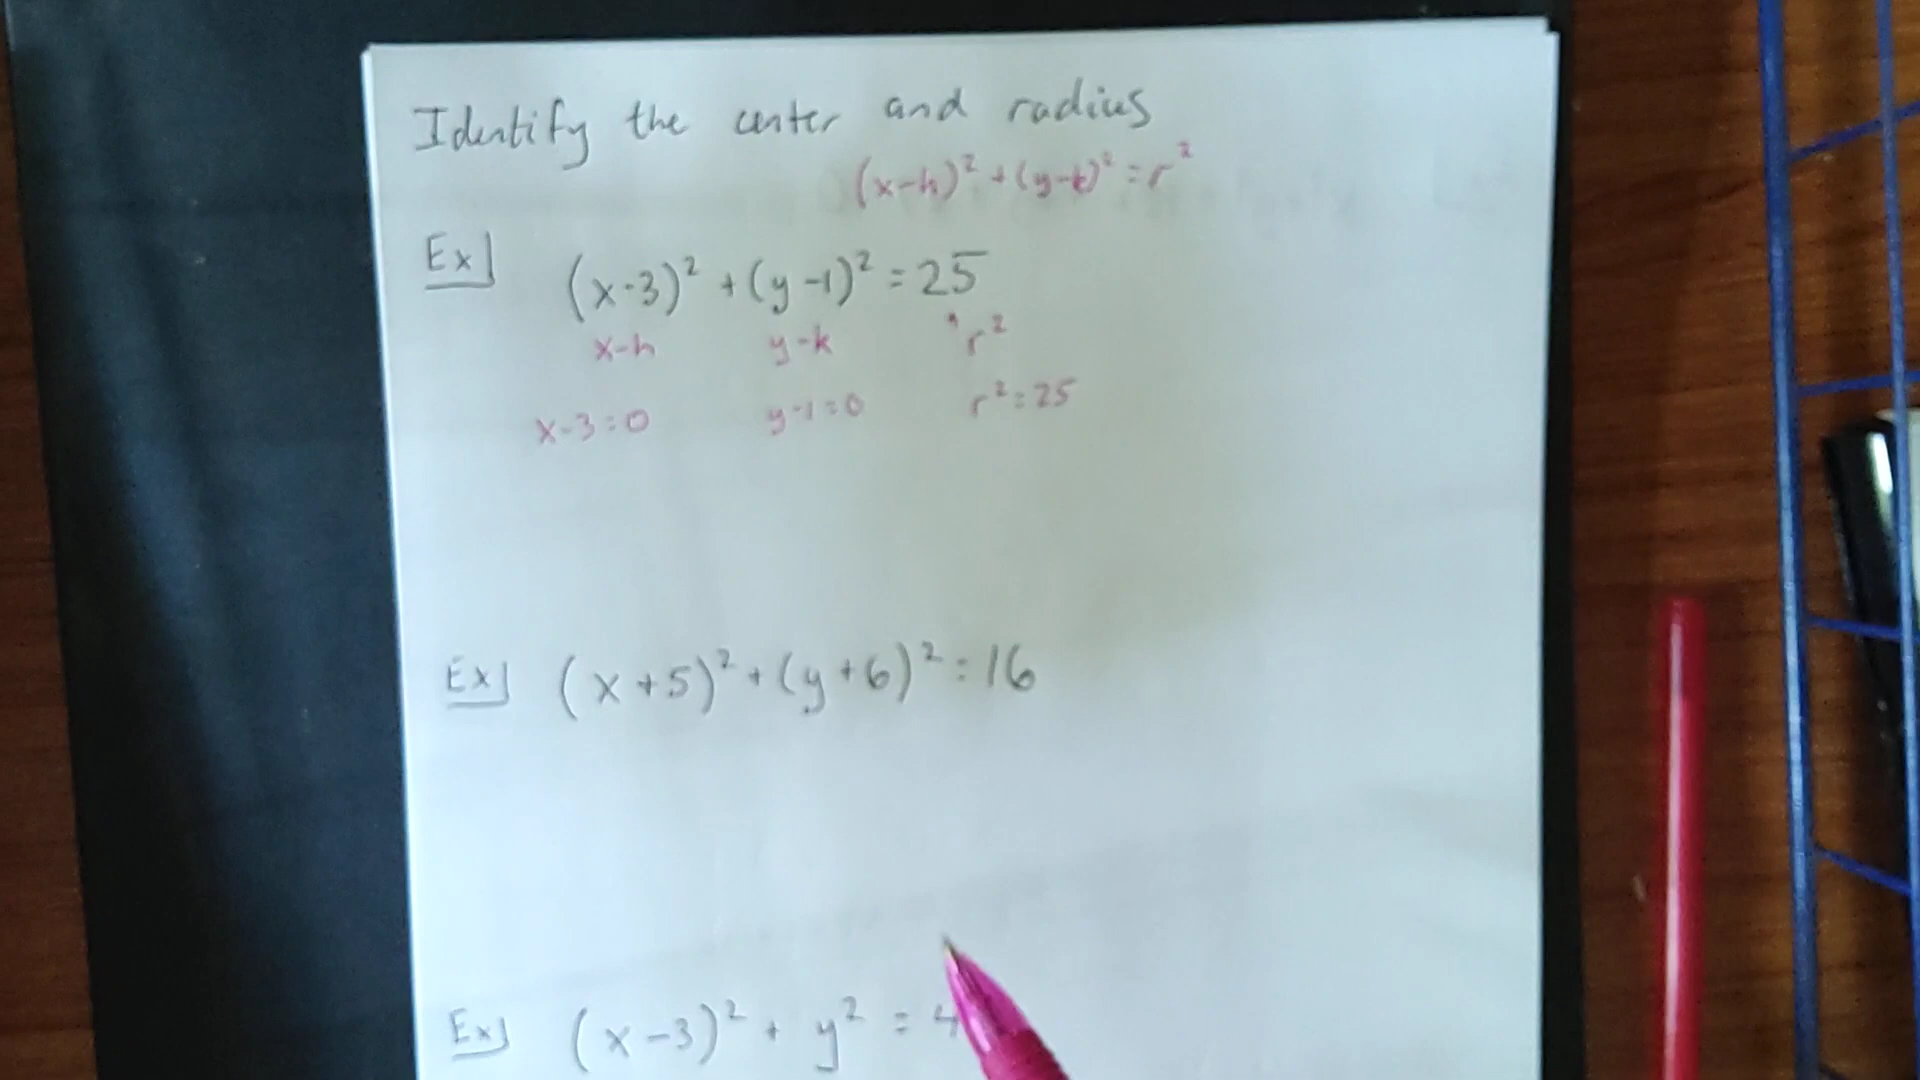 Identify the center and radius
(x-h)² + (y-k)² = r²
Ex] (x-3)² + (y-1)² = 25
x-h y-k r²
x-3=0 y-1=0 r²=25
Ex] (x+5)² + (y+6)² = 16
Ex] (x-3)² + y² = 4